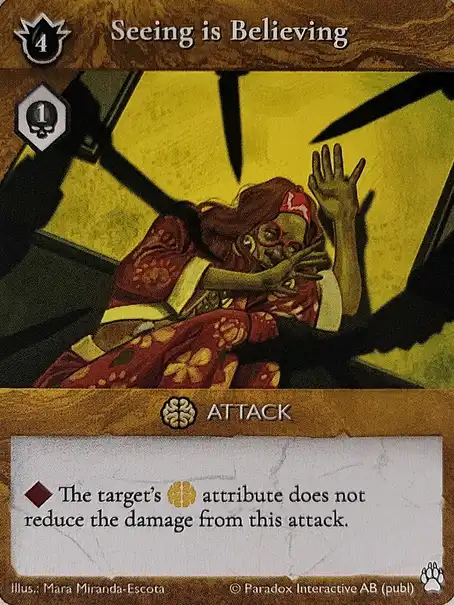 4
Seeing is Believing
1
ATTACK
The target's attribute does not
reduce the damage from this attack.
Illus.: Mara Miranda-Escota
© Paradox Interactive AB (publ)